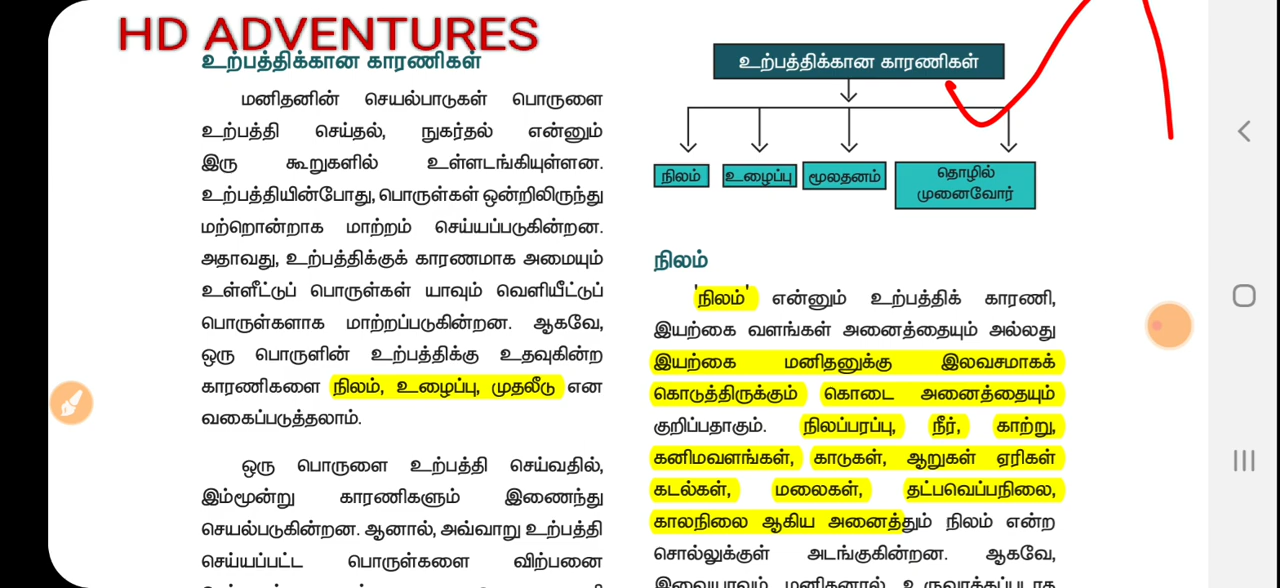 HD ADVENTURES
உற்பத்திக்கான காரணிகள்
மனிதனின் செயல்பாடுகள் பொருளை
உற்பத்தி செய்தல், நுகர்தல் என்னும்
இரு கூறுகளில் உள்ளடங்கியுள்ளன.
உற்பத்தியின்போது, பொருள்கள் ஒன்றிலிருந்து
மற்றொன்றாக மாற்றம் செய்யப்படுகின்றன.
அதாவது, உற்பத்திக்குக் காரணமாக அமையும்
உள்ளீட்டுப் பொருள்கள் யாவும் வெளியீட்டுப்
பொருள்களாக மாற்றப்படுகின்றன. ஆகவே,
ஒரு பொருளின் உற்பத்திக்கு உதவுகின்ற
காரணிகளை நிலம், உழைப்பு, முதலீடு என
வகைப்படுத்தலாம்.
ஒரு பொருளை உற்பத்தி செய்வதில்,
இம்மூன்று காரணிகளும் இணைந்து
செயல்படுகின்றன. ஆனால், அவ்வாறு உற்பத்தி
செய்யப்பட்ட பொருள்களை விற்பனை
உற்பத்திக்கான காரணிகள்
நிலம்
உழைப்பு
மூலதனம்
தொழில்
முனைவோர்
நிலம்
'நிலம்' என்னும் உற்பத்திக் காரணி,
இயற்கை வளங்கள் அனைத்தையும் அல்லது
இயற்கை மனிதனுக்கு இலவசமாகக்
கொடுத்திருக்கும் கொடை அனைத்தையும்
குறிப்பதாகும். நிலப்பரப்பு, நீர், காற்று,
கனிமவளங்கள், காடுகள், ஆறுகள் ஏரிகள்
கடல்கள், மலைகள், தட்பவெப்பநிலை,
காலநிலை ஆகிய அனைத்தும் நிலம் என்ற
சொல்லுக்குள் அடங்குகின்றன. ஆகவே,
இவையாவும் மனிதனால் உருவாக்கப்படாத